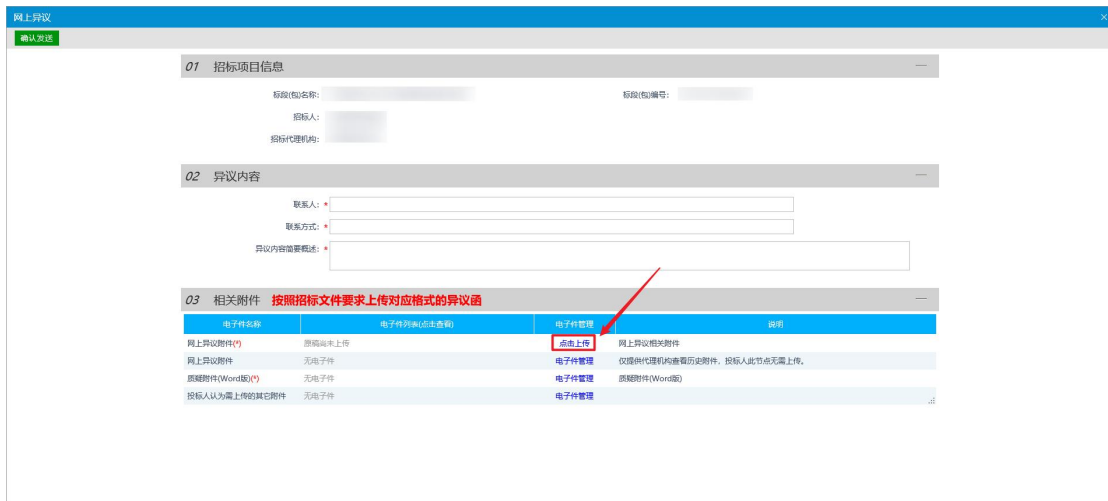 网上异议
确认发送
01 招标项目信息
标段(包)名称: 标段(包)编号:
招标人:
招标代理机构:
02 异议内容
联系人: *
联系方式: *
异议内容简要概述: *
03 相关附件 按照招标文件要求上传对应格式的异议函
电子件名称 电子件列表(点击查看) 电子件管理 说明
网上异议附件(*) 原稿尚未上传 点击上传 网上异议相关附件
网上异议附件 无电子件 电子件管理 仅提供代理机构查看历史附件，投标人此节点无需上传。
质疑附件(Word版)(*) 无电子件 电子件管理 质疑附件(Word版)
投标人认为需上传的其它附件 无电子件 电子件管理